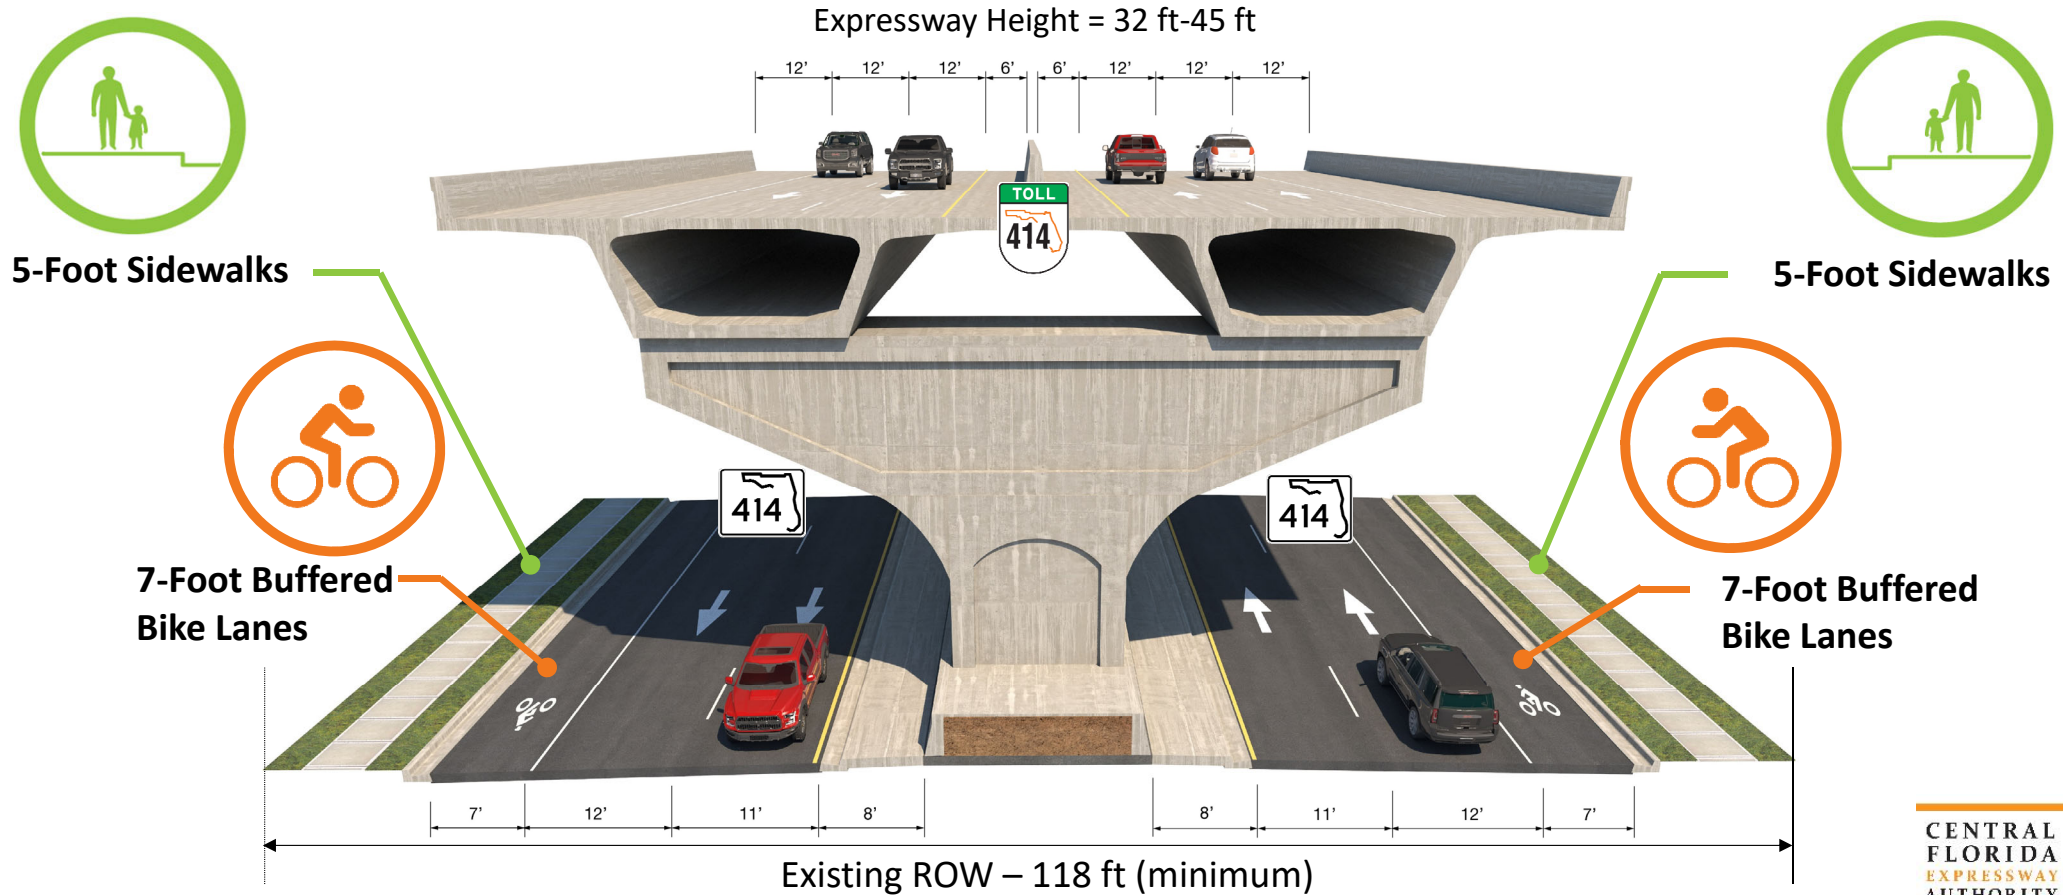 Expressway Height = 32 ft-45 ft
12' 12' 12' 6' 6' 12' 12' 12'
TOLL
414
5-Foot Sidewalks
5-Foot Sidewalks
414
414
7-Foot Buffered
Bike Lanes
7-Foot Buffered
Bike Lanes
7' 12' 11' 8' 8' 11' 12' 7'
Existing ROW – 118 ft (minimum)
CENTRAL
FLORIDA
EXPRESSWAY
AUTHORITY